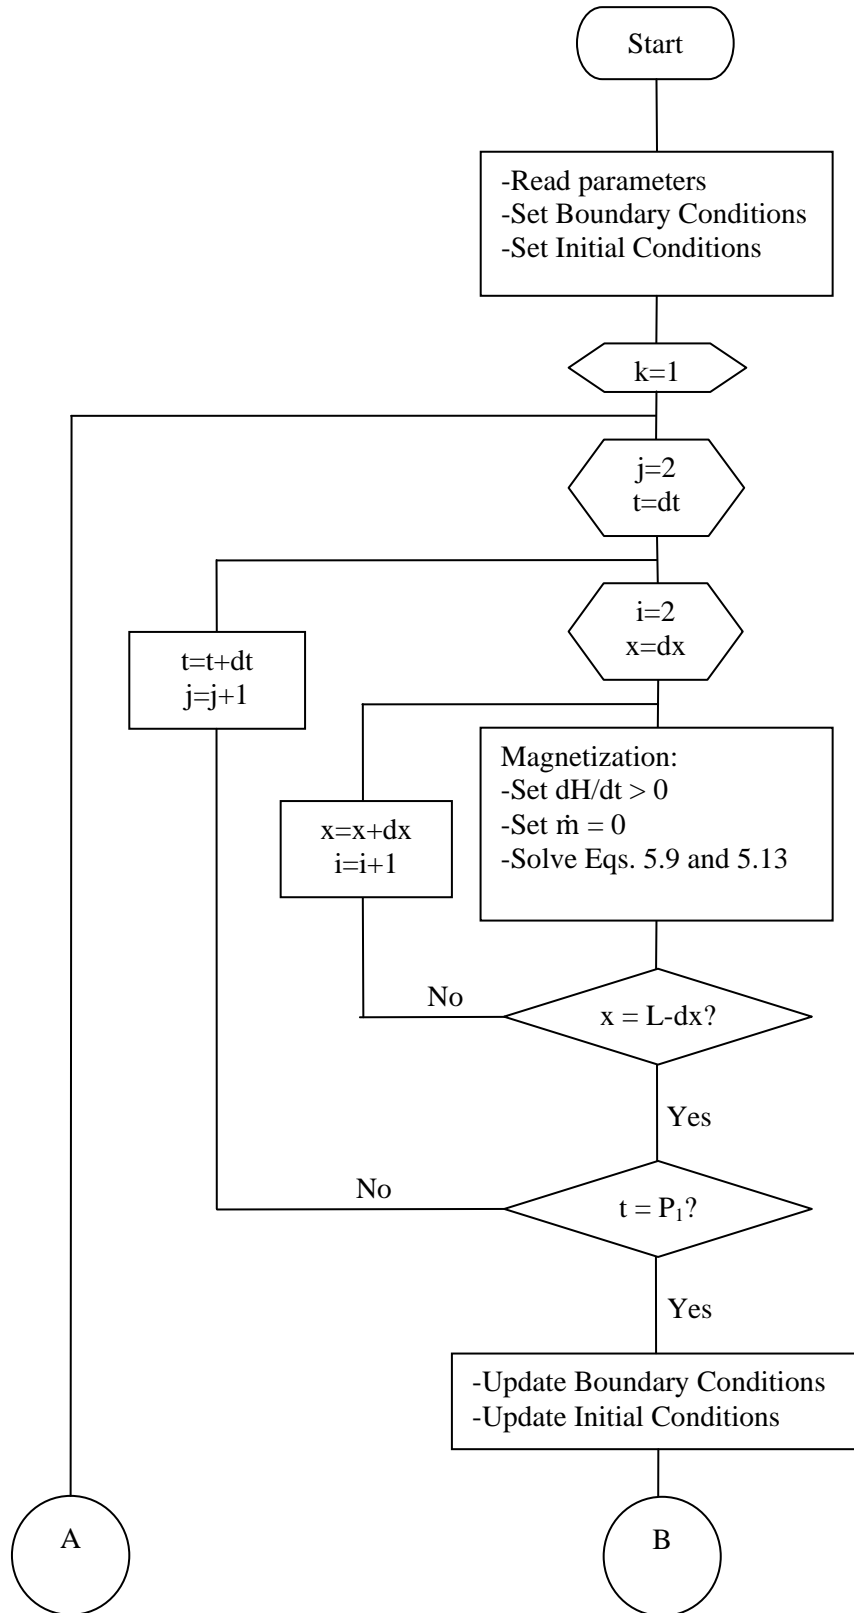 Start
-Read parameters
-Set Boundary Conditions
-Set Initial Conditions
k=1
j=2
t=dt
i=2
x=dx
t=t+dt
j=j+1
Magnetization:
-Set dH/dt > 0
-Set ṁ = 0
-Solve Eqs. 5.9 and 5.13
x=x+dx
i=i+1
No
x = L-dx?
Yes
No
t = P₁?
Yes
-Update Boundary Conditions
-Update Initial Conditions
A
B